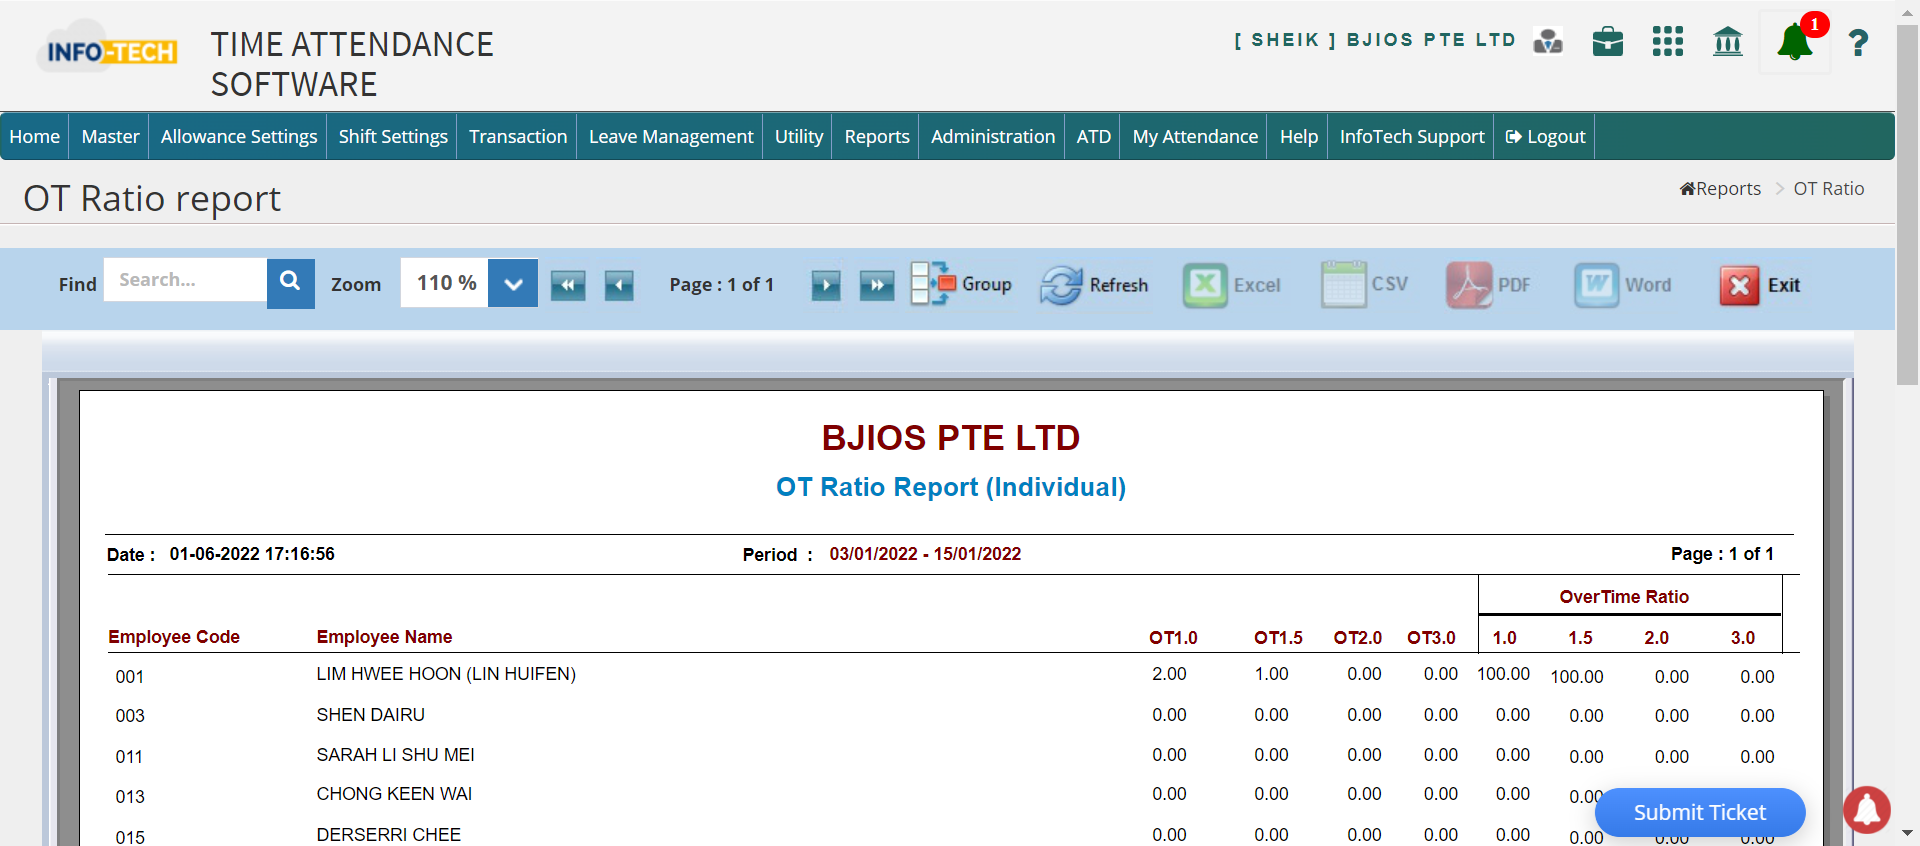 INFO-TECH
TIME ATTENDANCE
SOFTWARE
[ SHEIK ] BJIOS PTE LTD
1
?
Home Master Allowance Settings Shift Settings Transaction Leave Management Utility Reports Administration ATD My Attendance Help InfoTech Support Logout
OT Ratio report
Reports > OT Ratio
Find Search... Zoom 110 % Page : 1 of 1 Group Refresh Excel CSV PDF Word Exit
BJIOS PTE LTD
OT Ratio Report (Individual)
Date : 01-06-2022 17:16:56 Period : 03/01/2022 - 15/01/2022 Page : 1 of 1
OverTime Ratio
Employee Code Employee Name OT1.0 OT1.5 OT2.0 OT3.0 1.0 1.5 2.0 3.0
001 LIM HWEE HOON (LIN HUIFEN) 2.00 1.00 0.00 0.00 100.00 100.00 0.00 0.00
003 SHEN DAIRU 0.00 0.00 0.00 0.00 0.00 0.00 0.00 0.00
011 SARAH LI SHU MEI 0.00 0.00 0.00 0.00 0.00 0.00 0.00 0.00
013 CHONG KEEN WAI 0.00 0.00 0.00 0.00 0.00 0.00
Submit Ticket
015 DERSERRI CHEE 0.00 0.00 0.00 0.00 0.00 0.00 0.00 0.00